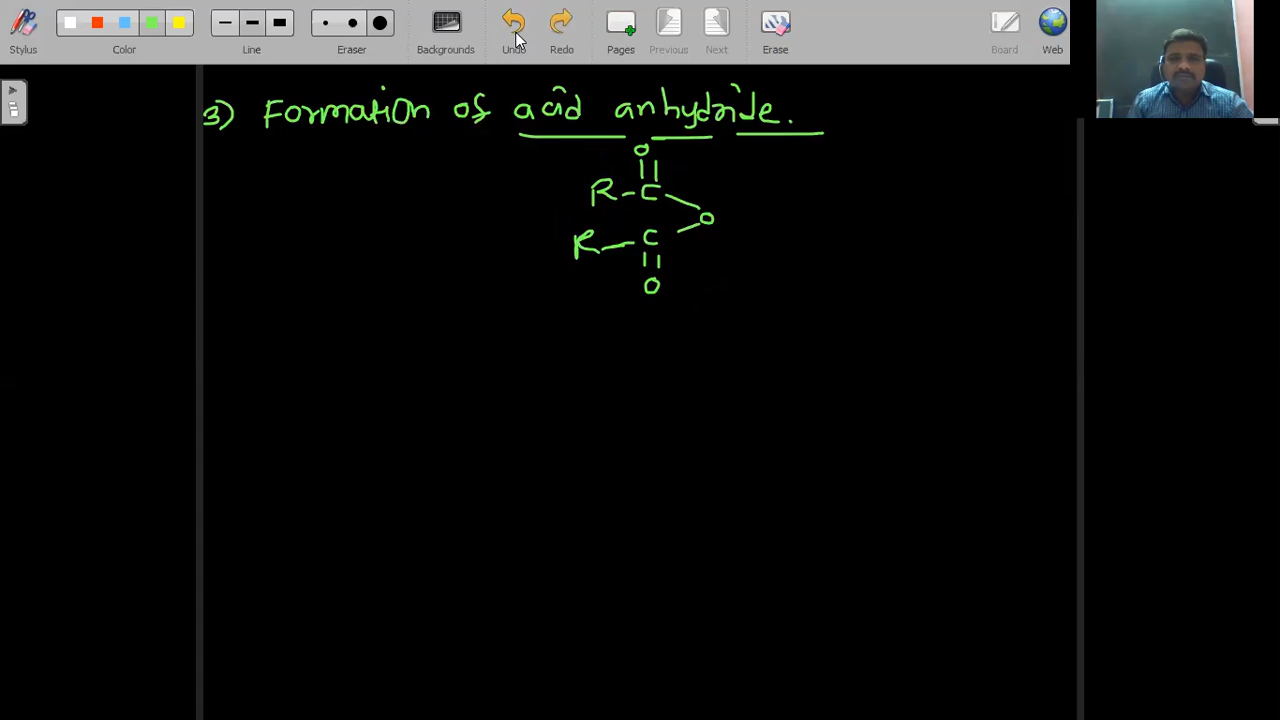 Stylus Color Line Eraser Backgrounds Undo Redo Pages Previous Next Erase Board Web
3) Formation of acid anhydride.
O
R-C
O
R-C
O